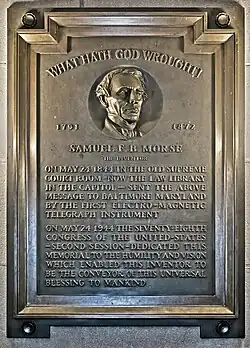 WHAT HATH GOD WROUGHT!
1791 1872
SAMUEL F. B. MORSE
THE INVENTOR
ON MAY 24 1844 IN THE OLD SUPREME
COURT ROOM – NOW THE LAW LIBRARY
IN THE CAPITOL – SENT THE ABOVE
MESSAGE TO BALTIMORE MARYLAND
BY THE FIRST ELECTRO-MAGNETIC
TELEGRAPH INSTRUMENT
ON MAY 24 1944 THE SEVENTY-EIGHTH
CONGRESS OF THE UNITED STATES
– SECOND SESSION – DEDICATED THIS
MEMORIAL TO THE HUMILITY AND VISION
WHICH ENABLED THIS INVENTOR TO
BE THE CONVEYOR OF THIS UNIVERSAL
BLESSING TO MANKIND